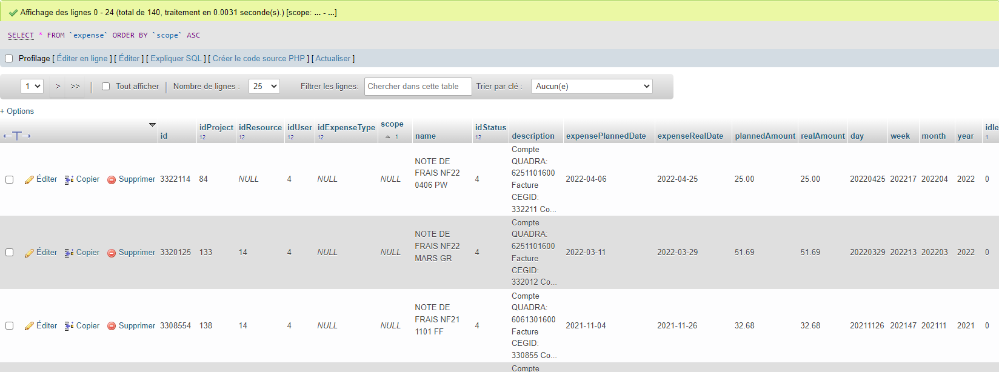 Affichage des lignes 0 - 24 (total de 140, traitement en 0.0031 seconde(s).) [scope: ... - ...]
SELECT * FROM `expense` ORDER BY `scope` ASC
Profilage [ Éditer en ligne ] [ Éditer ] [ Expliquer SQL ] [ Créer le code source PHP ] [ Actualiser ]
1 > >> Tout afficher Nombre de lignes : 25 Filtrer les lignes: Chercher dans cette table Trier par clé : Aucun(e)
+ Options
←T→ id idProject 12 idResource 12 idUser 12 idExpenseType 12 scope 1 name idStatus 12 description expensePlannedDate expenseRealDate plannedAmount realAmount day week month year idle 1
Éditer Copier Supprimer 3322114 84 NULL 4 NULL NULL
NOTE DE
FRAIS NF22
0406 PW
4
Compte
QUADRA:
6251101600
Facture
CEGID:
332211 Co...
2022-04-06 2022-04-25 25.00 25.00 20220425 202217 202204 2022 0
Éditer Copier Supprimer 3320125 133 14 4 NULL NULL
NOTE DE
FRAIS NF22
MARS GR
4
Compte
QUADRA:
6251101600
Facture
CEGID:
332012 Co...
2022-03-11 2022-03-29 51.69 51.69 20220329 202213 202203 2022 0
Éditer Copier Supprimer 3308554 138 14 4 NULL NULL
NOTE DE
FRAIS NF21
1101 FF
4
Compte
QUADRA:
6061301600
Facture
CEGID:
330855 Co...
2021-11-04 2021-11-26 32.68 32.68 20211126 202147 202111 2021 0
Compte